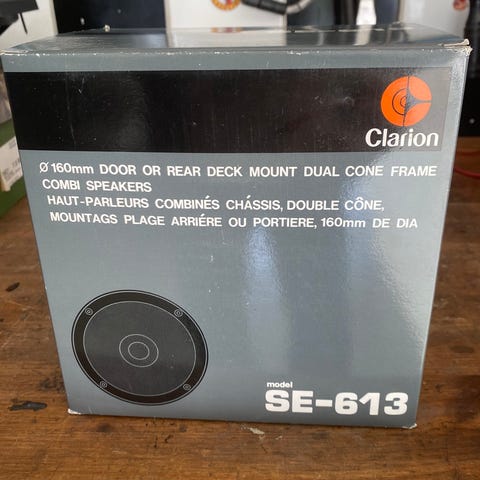 Clarion
Ø 160mm DOOR OR REAR DECK MOUNT DUAL CONE FRAME
COMBI SPEAKERS
HAUT-PARLEURS COMBINÉS CHÁSSIS, DOUBLE CÔNE,
MOUNTAGS PLAGE ARRIÉRE OU PORTIERE, 160mm DE DIA
model
SE-613